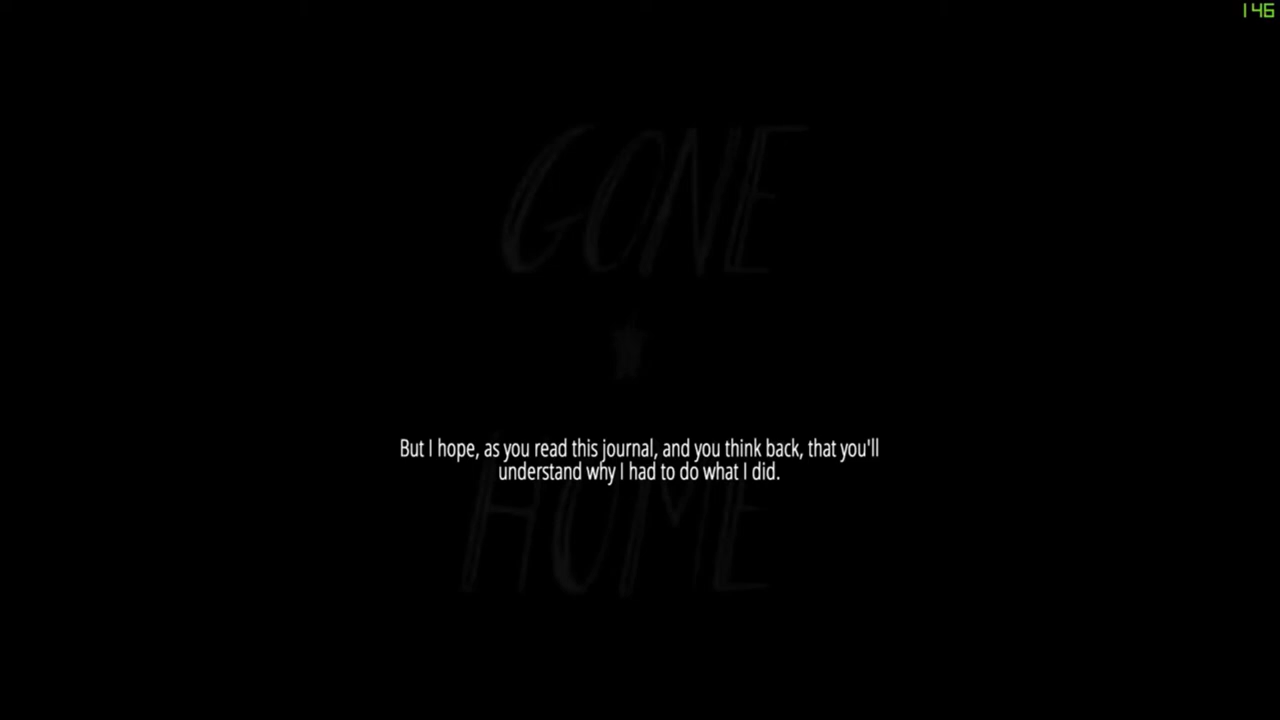 146
GONE
But I hope, as you read this journal, and you think back, that you'll
understand why I had to do what I did.
HOME